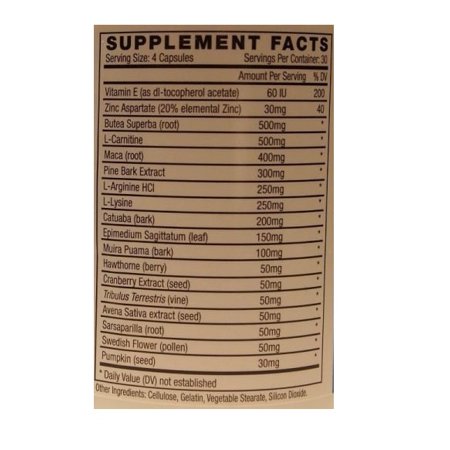 SUPPLEMENT FACTS
Serving Size: 4 Capsules Servings Per Container: 30
Amount Per Serving % DV
Vitamin E (as dl-tocopherol acetate) 60 IU 200
Zinc Aspartate (20% elemental Zinc) 30mg 40
Butea Superba (root) 500mg *
L-Carnitine 500mg *
Maca (root) 400mg *
Pine Bark Extract 300mg *
L-Arginine HCl 250mg *
L-Lysine 250mg *
Catuaba (bark) 200mg *
Epimedium Sagittatum (leaf) 150mg *
Muira Puama (bark) 100mg *
Hawthorne (berry) 50mg *
Cranberry Extract (seed) 50mg *
Tribulus Terrestris (vine) 50mg *
Avena Sativa extract (seed) 50mg *
Sarsaparilla (root) 50mg *
Swedish Flower (pollen) 50mg *
Pumpkin (seed) 30mg *
* Daily Value (DV) not established
Other Ingredients: Cellulose, Gelatin, Vegetable Stearate, Silicon Dioxide.